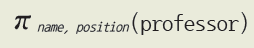 π name, position(professor)